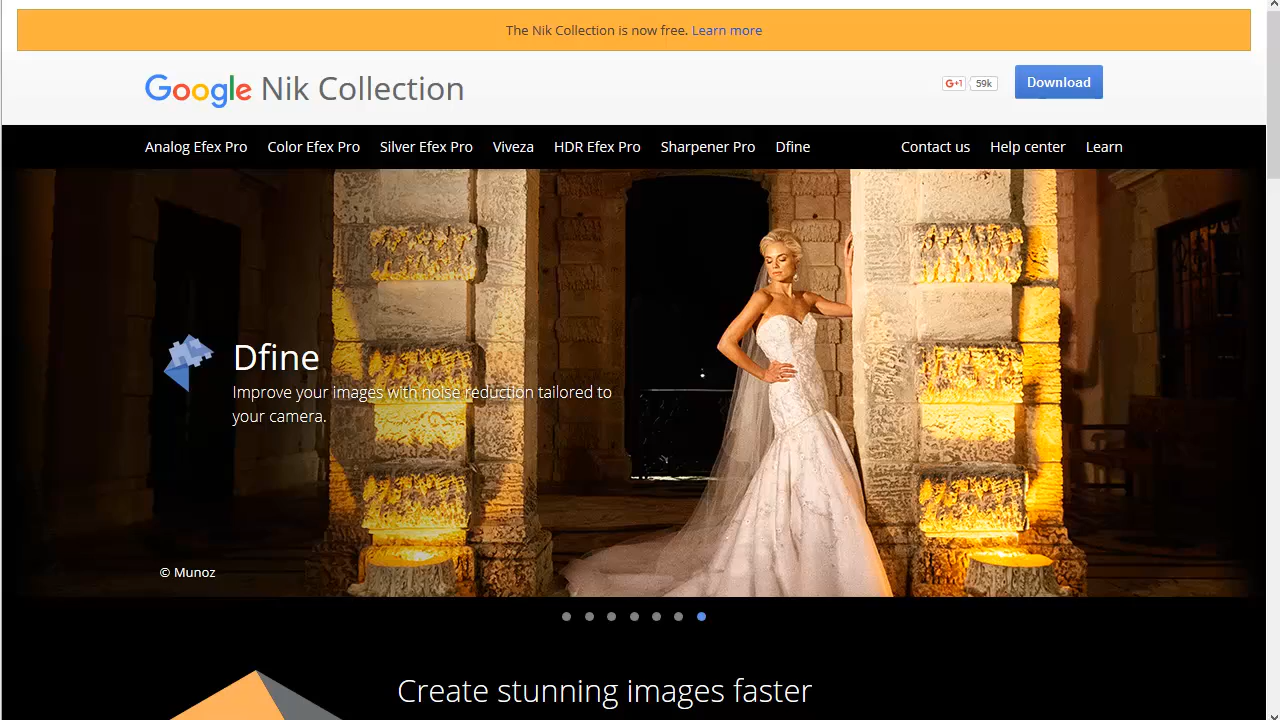 The Nik Collection is now free. Learn more
Google Nik Collection
G+1 59k
Download
Analog Efex Pro Color Efex Pro Silver Efex Pro Viveza HDR Efex Pro Sharpener Pro Dfine Contact us Help center Learn
Dfine
Improve your images with noise reduction tailored to
your camera.
© Munoz
Create stunning images faster